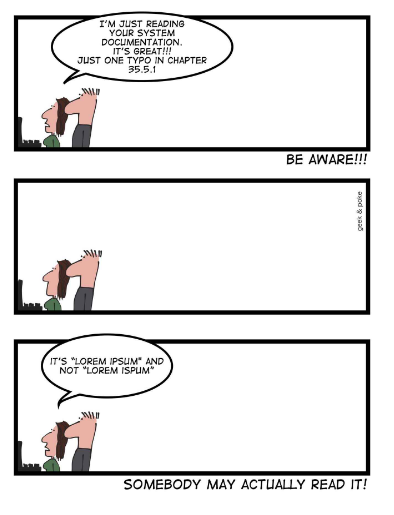 I'M JUST READING
YOUR SYSTEM
DOCUMENTATION.
IT'S GREAT!!!
JUST ONE TYPO IN CHAPTER
35.5.1
BE AWARE!!!
geek & poke
IT'S "LOREM IPSUM" AND
NOT "LOREM ISPUM"
SOMEBODY MAY ACTUALLY READ IT!